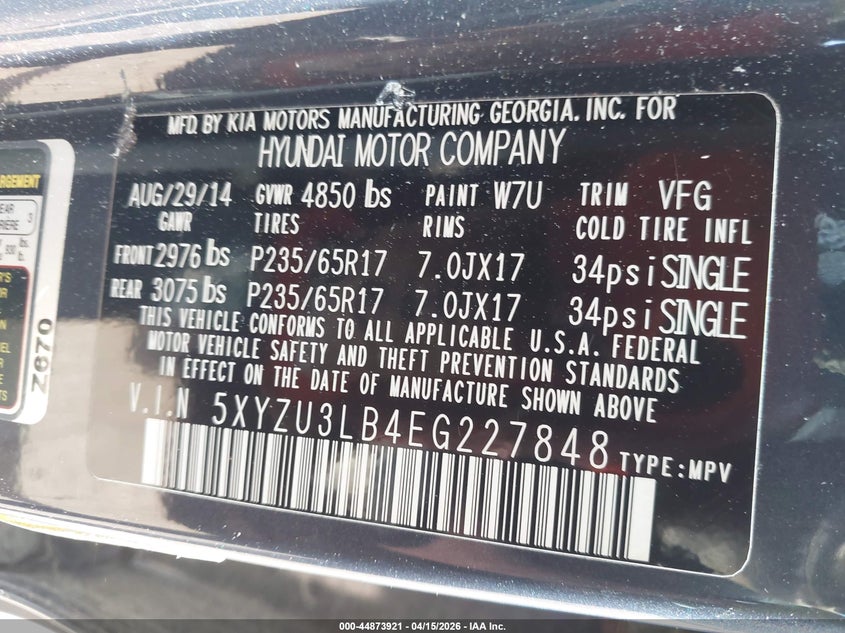 MFD. BY KIA MOTORS MANUFACTURING GEORGIA. INC. FOR
HYUNDAI MOTOR COMPANY
AUG/29/14 GVWR 4850 lbs PAINT W7U TRIM VFG
GAWR TIRES RIMS COLD TIRE INFL
FRONT 2976 lbs P235/65R17 7.0JX17 34psi SINGLE
REAR 3075 lbs P235/65R17 7.0JX17 34psi SINGLE
THIS VEHICLE CONFORMS TO ALL APPLICABLE U.S.A. FEDERAL
MOTOR VEHICLE SAFETY AND THEFT PREVENTION STANDARDS
IN EFFECT ON THE DATE OF MANUFACTURE SHOWN ABOVE
V.I.N 5XYZU3LB4EG227848 TYPE:MPV
Z670
000-44873921 - 04/15/2026 - IAA Inc.